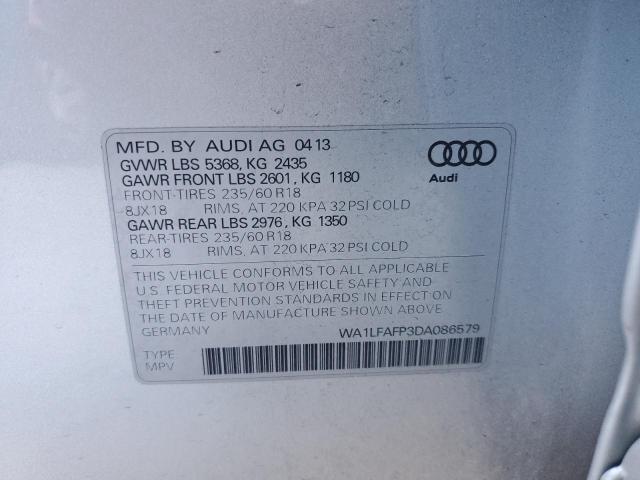 MFD. BY AUDI AG 04 13
GVWR LBS 5368, KG 2435
GAWR FRONT LBS 2601, KG 1180
FRONT-TIRES 235/60 R18
8JX18 RIMS, AT 220 KPA 32 PSI COLD
GAWR REAR LBS 2976, KG 1350
REAR-TIRES 235/60 R18
8JX18 RIMS, AT 220 KPA 32 PSI COLD
Audi
THIS VEHICLE CONFORMS TO ALL APPLICABLE
U.S. FEDERAL MOTOR VEHICLE SAFETY AND
THEFT PREVENTION STANDARDS IN EFFECT ON
THE DATE OF MANUFACTURE SHOWN ABOVE.
GERMANY WA1LFAFP3DA086579
TYPE
MPV